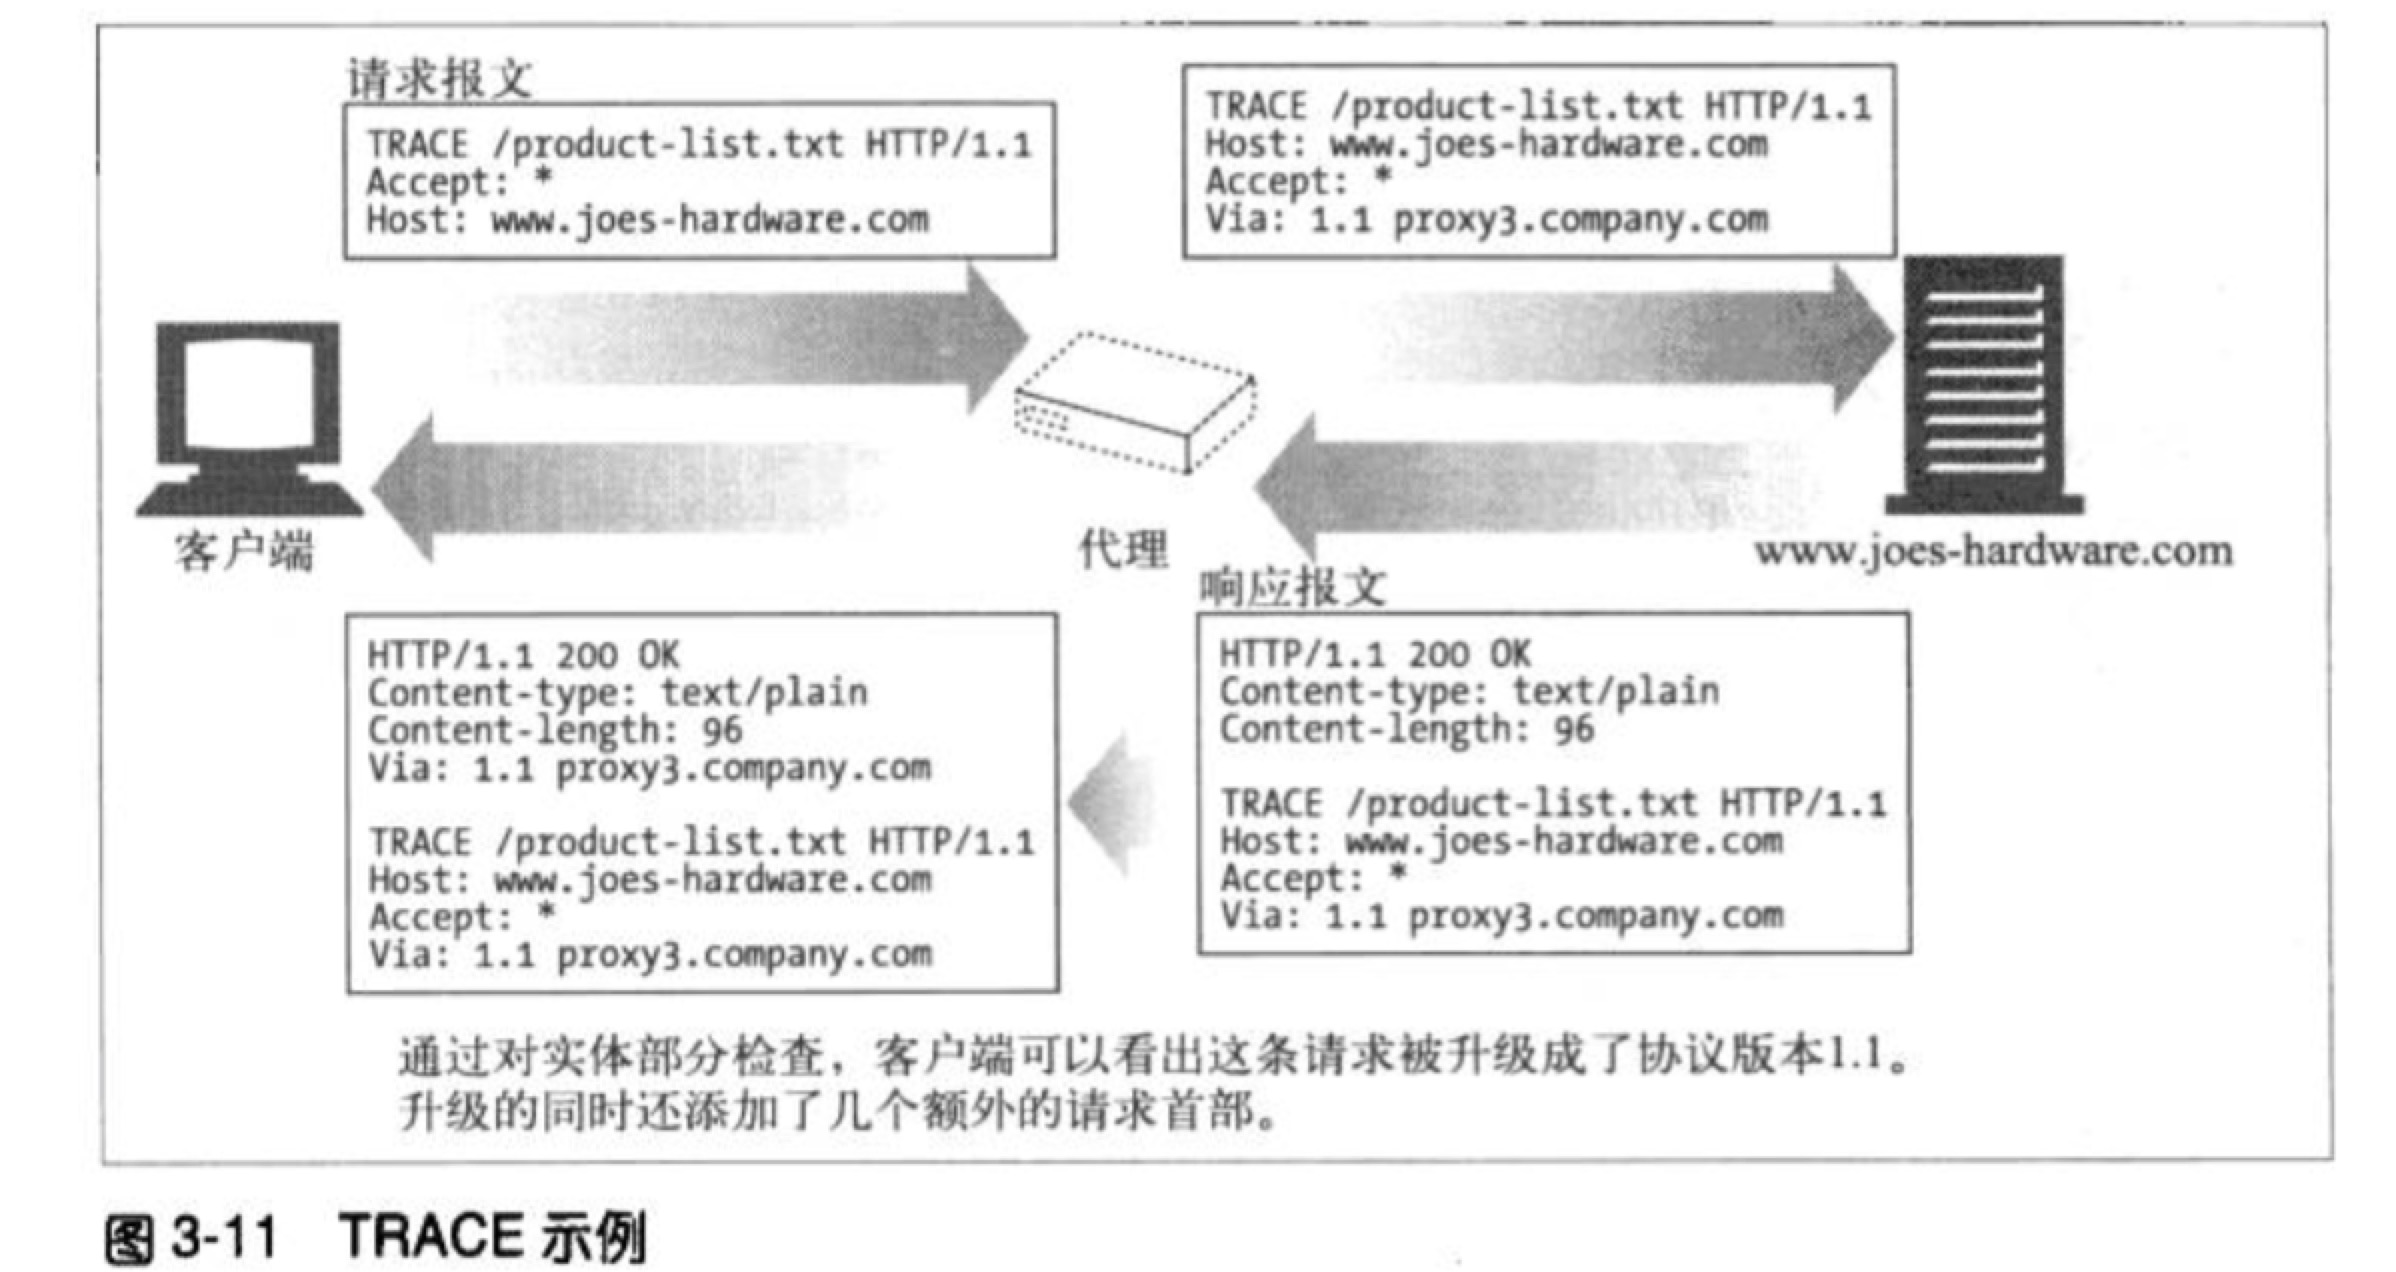 请求报文
TRACE /product-list.txt HTTP/1.1
Accept: *
Host: www.joes-hardware.com
TRACE /product-list.txt HTTP/1.1
Host: www.joes-hardware.com
Accept: *
Via: 1.1 proxy3.company.com
客户端
代理
www.joes-hardware.com
响应报文
HTTP/1.1 200 OK
Content-type: text/plain
Content-length: 96
Via: 1.1 proxy3.company.com
TRACE /product-list.txt HTTP/1.1
Host: www.joes-hardware.com
Accept: *
Via: 1.1 proxy3.company.com
HTTP/1.1 200 OK
Content-type: text/plain
Content-length: 96
TRACE /product-list.txt HTTP/1.1
Host: www.joes-hardware.com
Accept: *
Via: 1.1 proxy3.company.com
通过对实体部分检查，客户端可以看出这条请求被升级成了协议版本1.1。
升级的同时还添加了几个额外的请求首部。
图 3-11 TRACE 示例